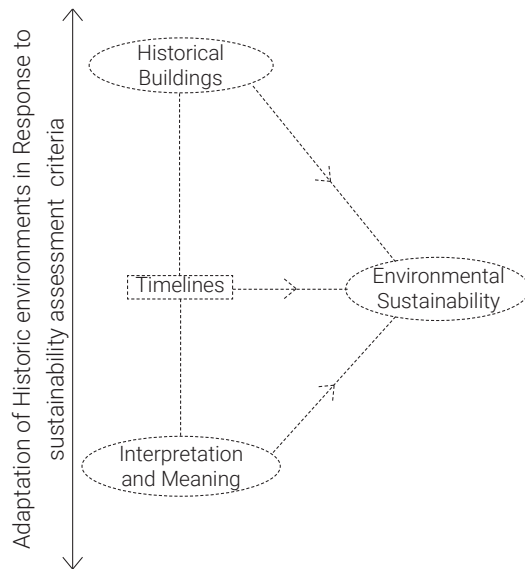 Adaptation of Historic environments in Response to
sustainability assessment criteria
Historical
Buildings
Timelines
Environmental
Sustainability
Interpretation
and Meaning